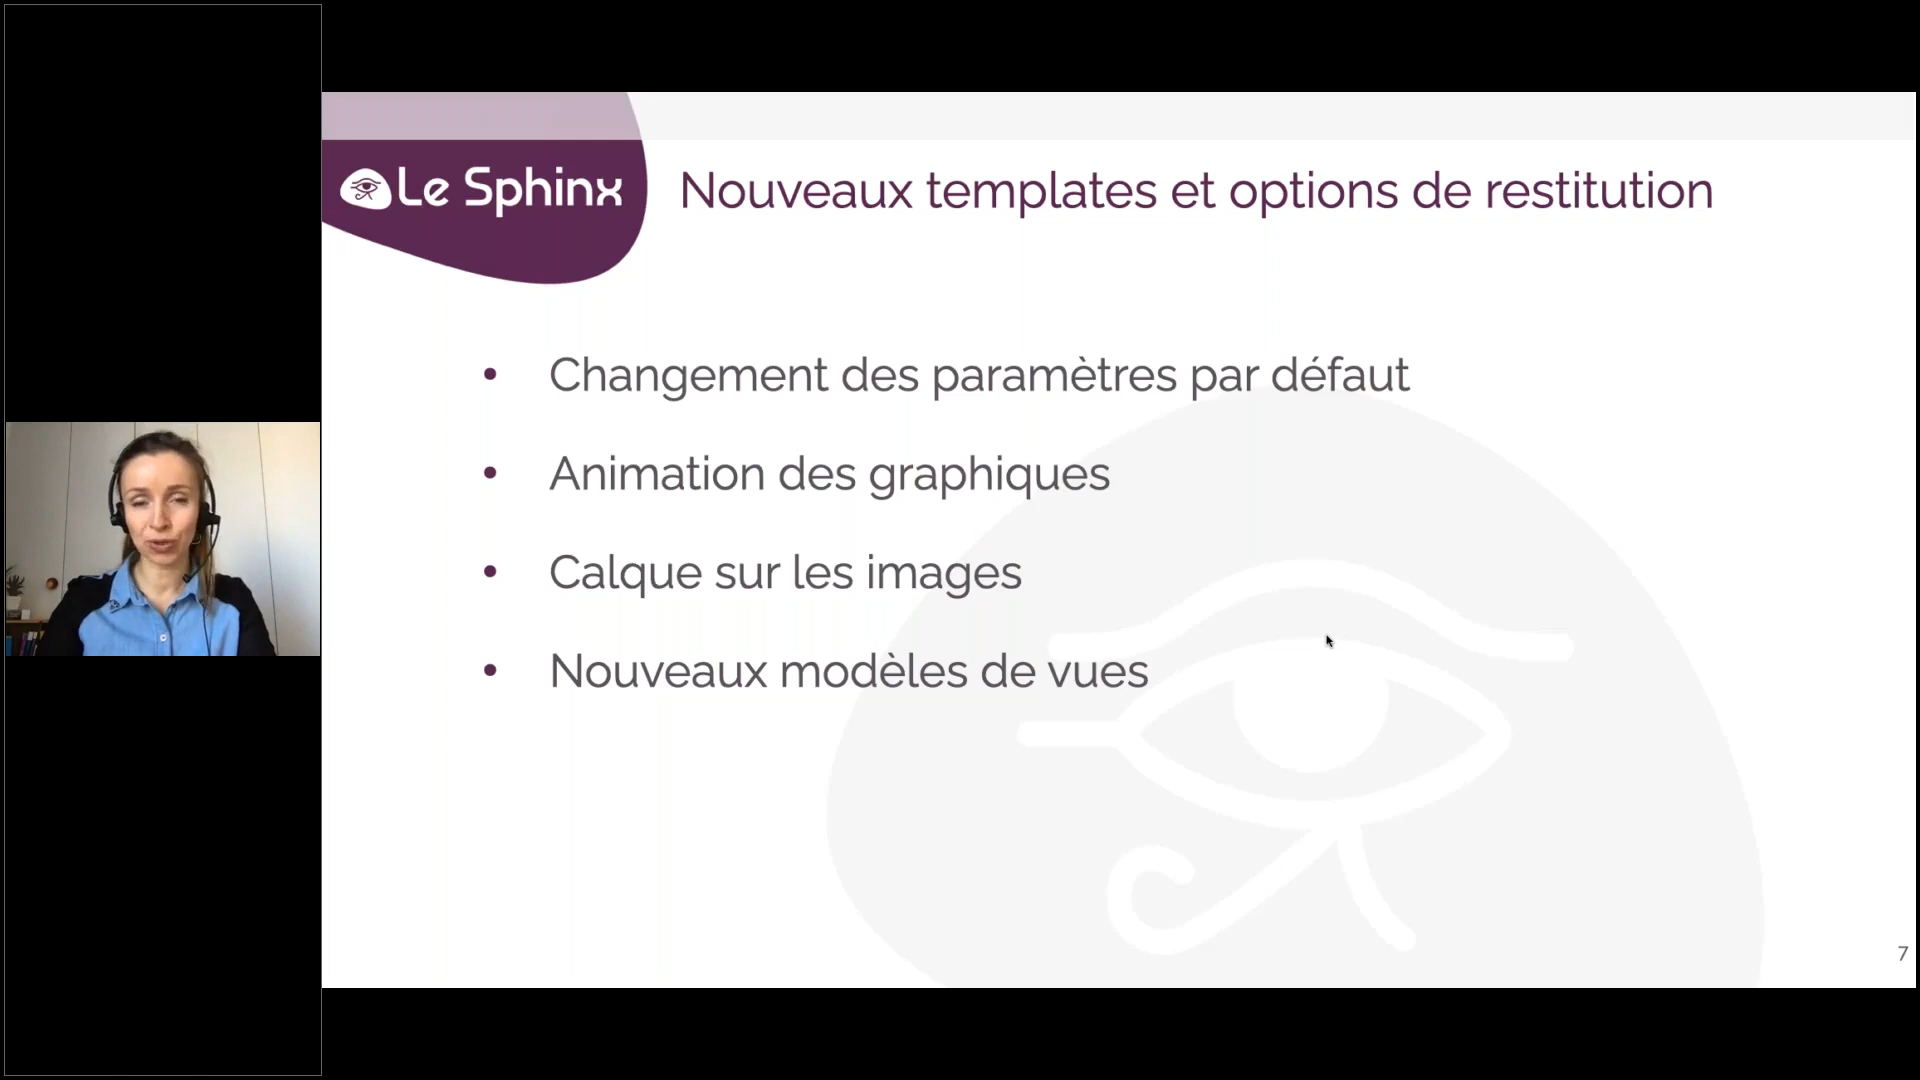 Le Sphinx
Nouveaux templates et options de restitution
• Changement des paramètres par défaut
• Animation des graphiques
• Calque sur les images
• Nouveaux modèles de vues
7